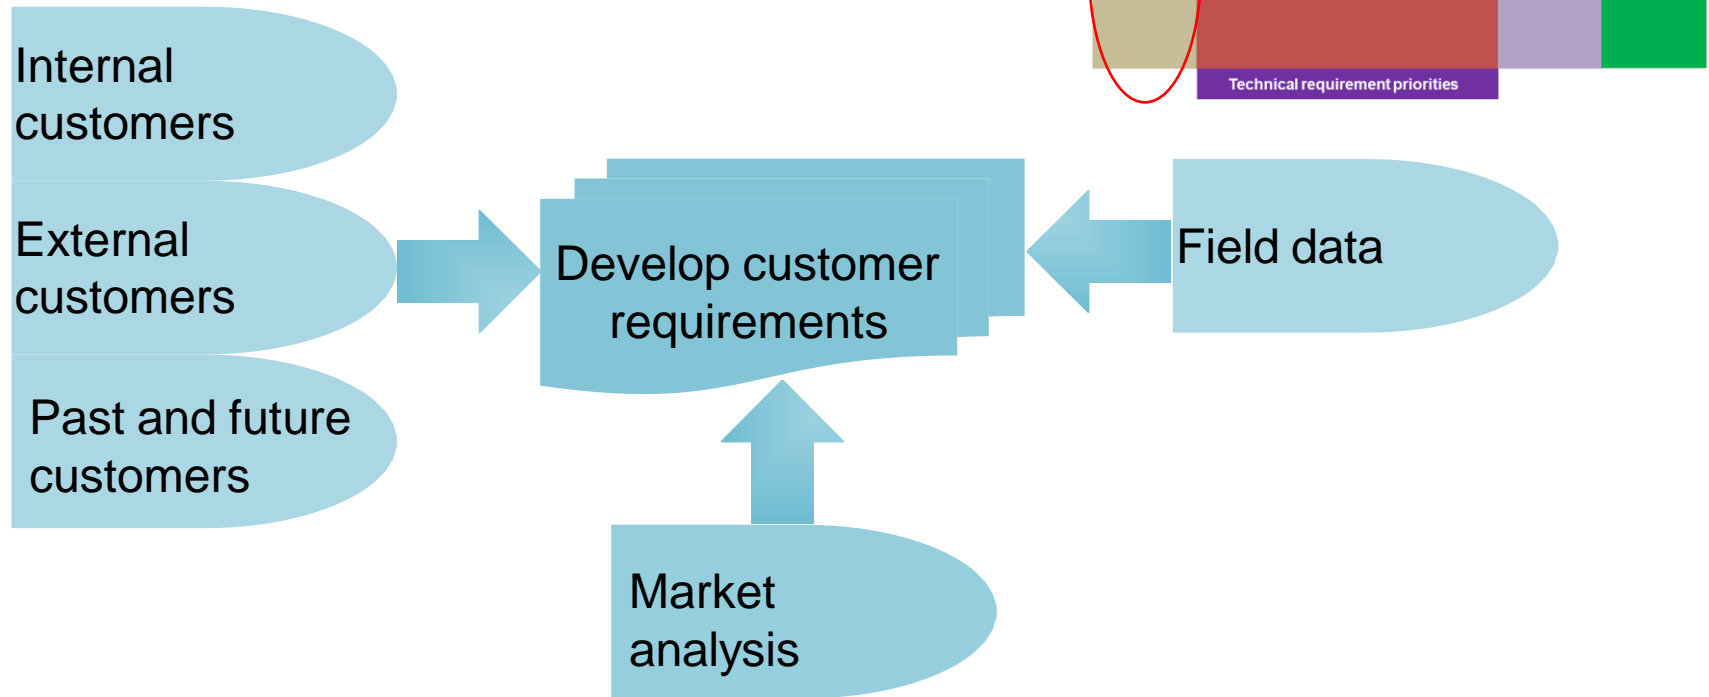 Internal
customers
Technical requirement priorities
External
customers
Develop customer
requirements
Field data
Past and future
customers
Market
analysis